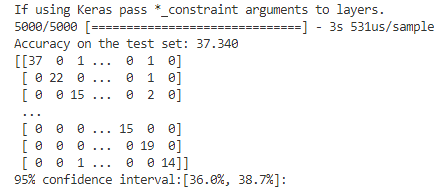 If using Keras pass *_constraint arguments to layers.
5000/5000 [==============================] - 3s 531us/sample
Accuracy on the test set: 37.340
[[37  0  1 ...  0  1  0]
 [ 0 22  0 ...  0  1  0]
 [ 0  0 15 ...  0  2  0]
 ...
 [ 0  0  0 ... 15  0  0]
 [ 0  0  0 ...  0 19  0]
 [ 0  0  1 ...  0  0 14]]
95% confidence interval:[36.0%, 38.7%]: